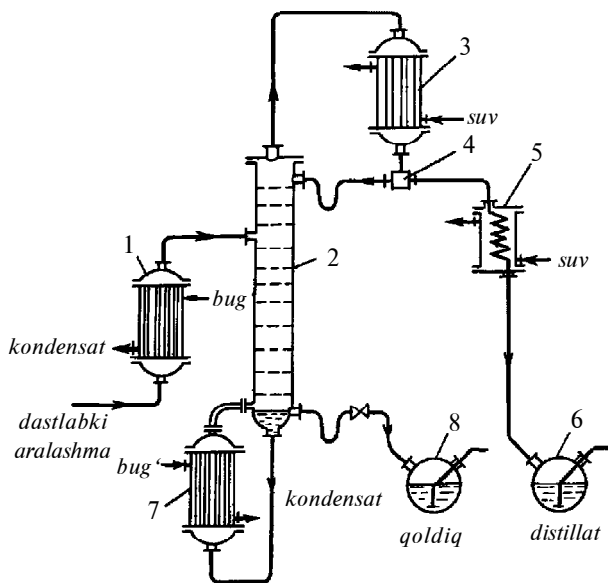 3
suv
4
5
1
2
suv
bug
kondensat
dastlabki
aralashma
8
6
bug‘
7
kondensat
qoldiq
distillat